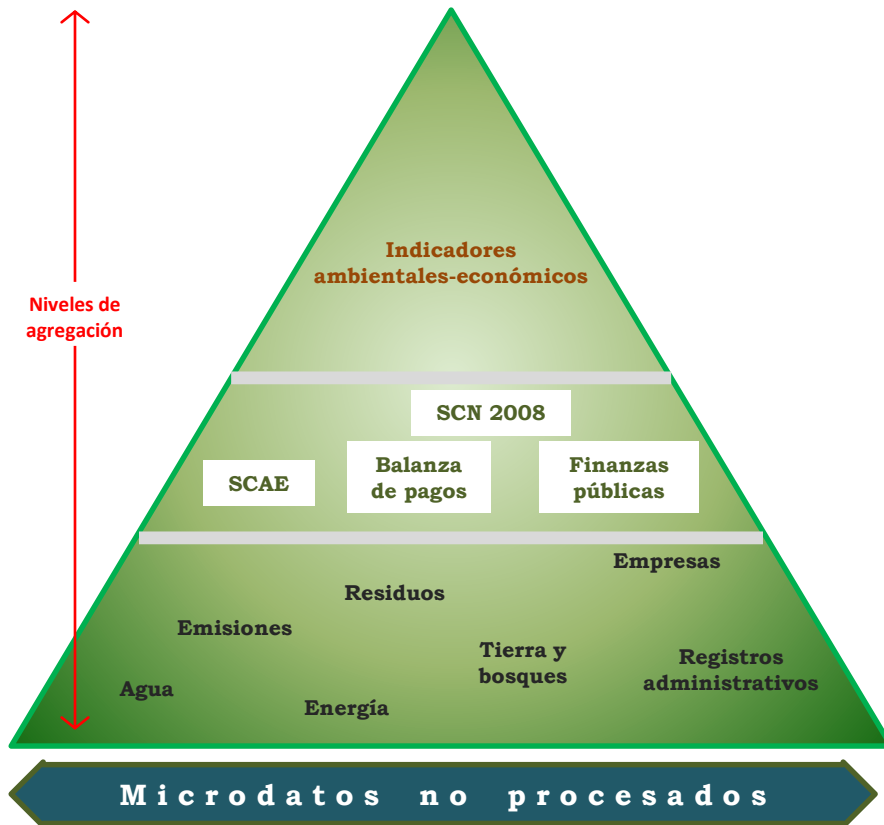 Indicadores
ambientales-económicos
Niveles de
agregación
SCN 2008
SCAE
Balanza
de pagos
Finanzas
públicas
Empresas
Residuos
Emisiones
Tierra y
bosques
Registros
administrativos
Agua
Energía
Microdatos no procesados